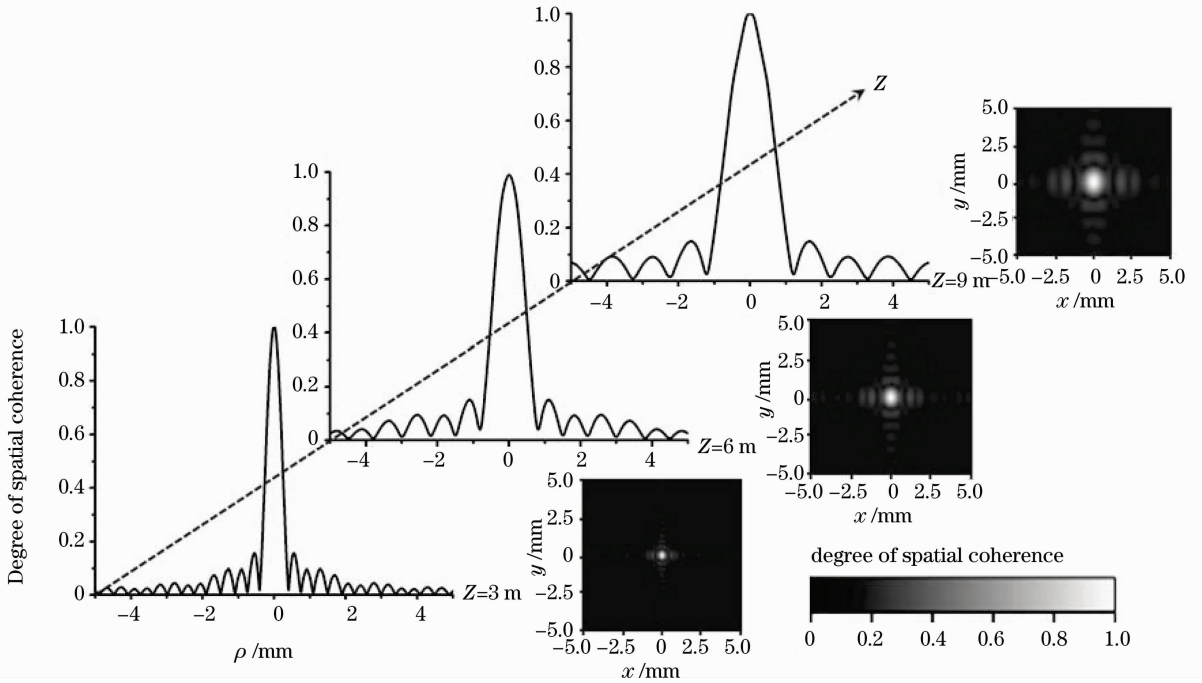 Degree of spatial coherence
1.0
0.8
0.6
0.4
0.2
0
−4 −2 0 2 4
Z=9 m
Z
5.0
2.5
0
−2.5
−5.0
y /mm
−5.0 −2.5 0 2.5 5.0
x /mm
1.0
0.8
0.6
0.4
0.2
0
−4 −2 0 2 4
Z=6 m
5.0
2.5
0
−2.5
−5.0
y /mm
−5.0 −2.5 0 2.5 5.0
x /mm
1.0
0.8
0.6
0.4
0.2
0
−4 −2 0 2 4
Z=3 m
ρ /mm
5.0
2.5
0
−2.5
−5.0
y /mm
−5.0 −2.5 0 2.5 5.0
x /mm
degree of spatial coherence
0 0.2 0.4 0.6 0.8 1.0